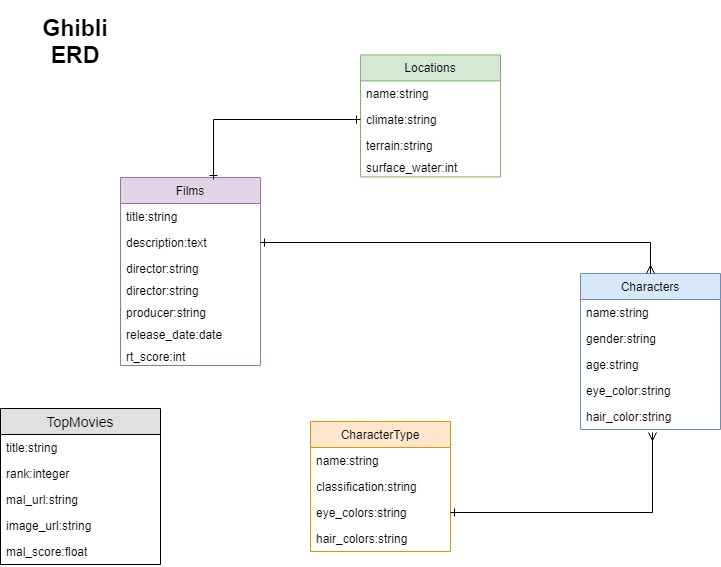 Ghibli
ERD
Locations
name:string
climate:string
terrain:string
surface_water:int
Films
title:string
description:text
director:string
director:string
producer:string
release_date:date
rt_score:int
Characters
name:string
gender:string
age:string
eye_color:string
hair_color:string
TopMovies
title:string
rank:integer
mal_url:string
image_url:string
mal_score:float
CharacterType
name:string
classification:string
eye_colors:string
hair_colors:string